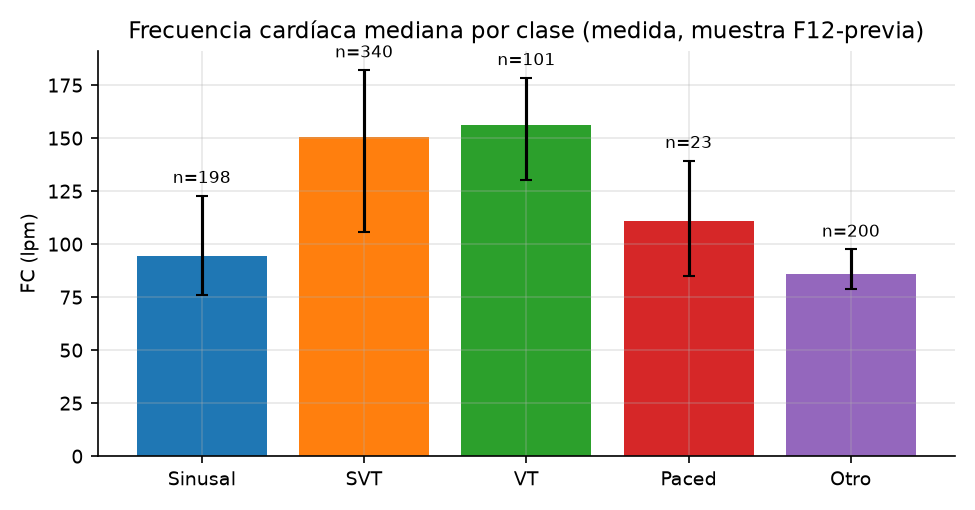 Frecuencia cardíaca mediana por clase (medida, muestra F12-previa)
n=340
n=101
n=198
n=23
n=200
175
150
125
100
75
50
25
0
FC (lpm)
Sinusal
SVT
VT
Paced
Otro